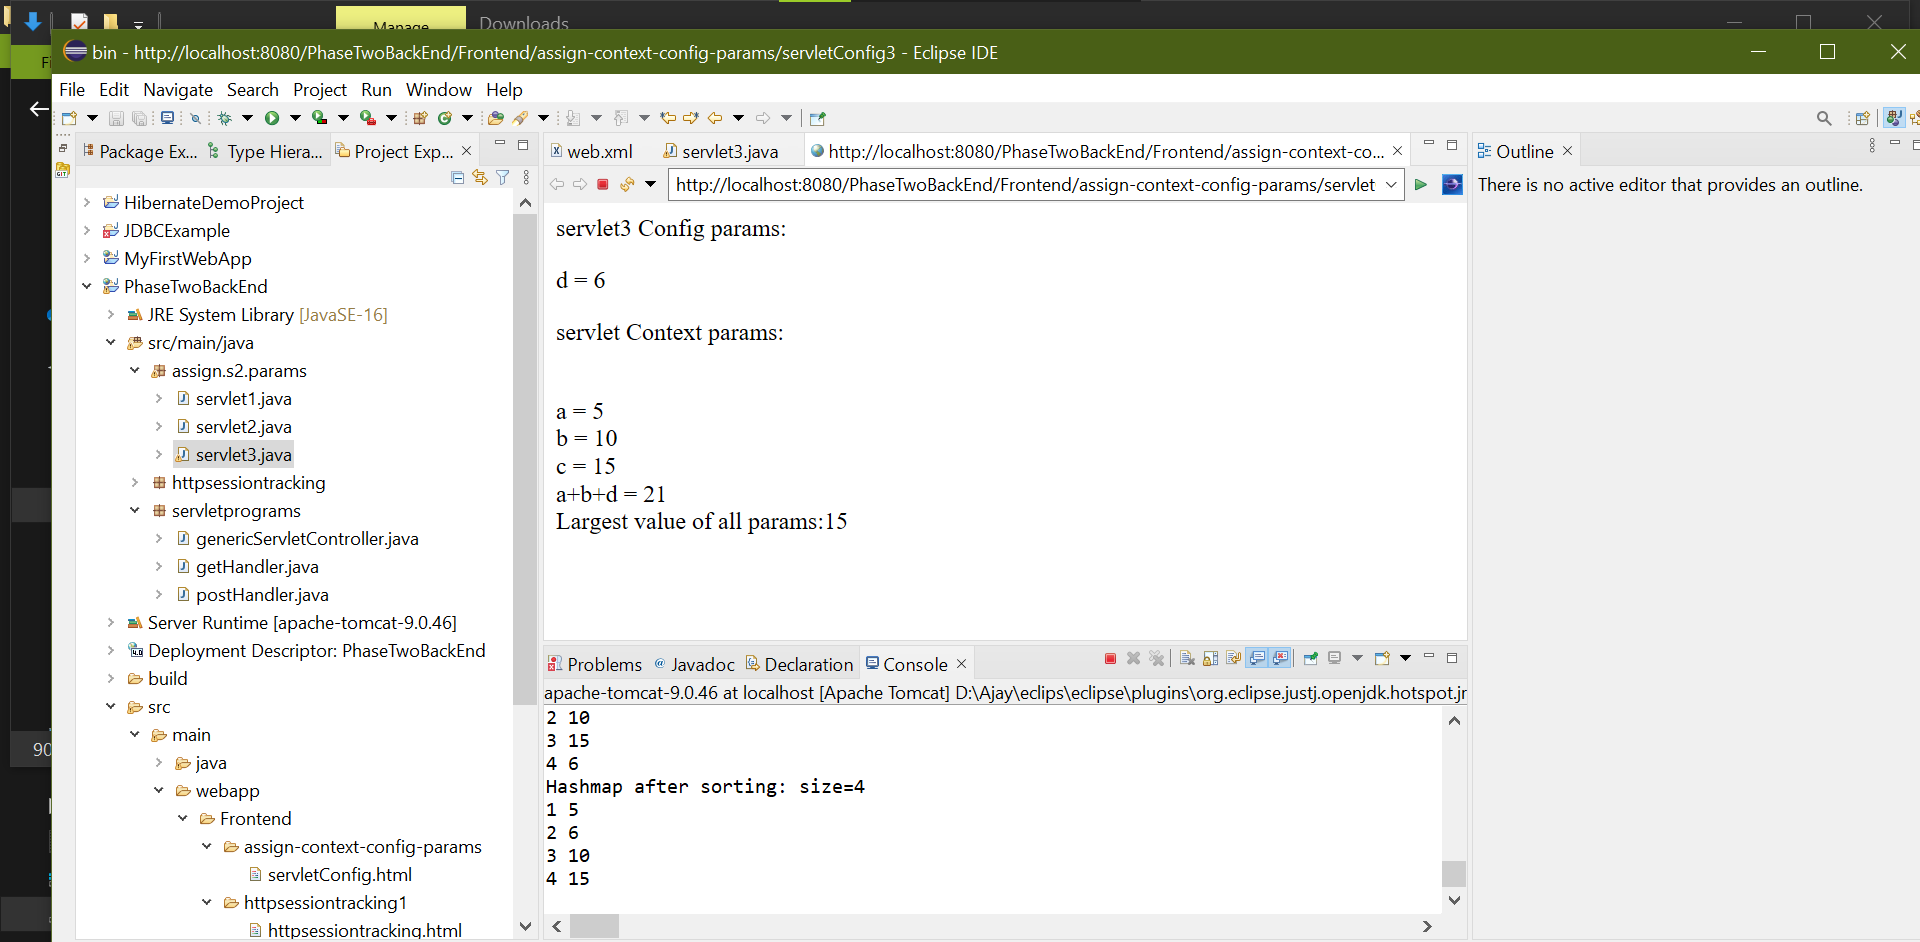 Manage
Downloads
bin - http://localhost:8080/PhaseTwoBackEnd/Frontend/assign-context-config-params/servletConfig3 - Eclipse IDE
File Edit Navigate Search Project Run Window Help
Package Ex... Type Hiera... Project Exp...
web.xml servlet3.java http://localhost:8080/PhaseTwoBackEnd/Frontend/assign-context-co...
Outline
http://localhost:8080/PhaseTwoBackEnd/Frontend/assign-context-config-params/servlet
There is no active editor that provides an outline.
HibernateDemoProject
JDBCExample
MyFirstWebApp
PhaseTwoBackEnd
JRE System Library [JavaSE-16]
src/main/java
assign.s2.params
servlet1.java
servlet2.java
servlet3.java
httpsessiontracking
servletprograms
genericServletController.java
getHandler.java
postHandler.java
Server Runtime [apache-tomcat-9.0.46]
Deployment Descriptor: PhaseTwoBackEnd
build
src
main
java
webapp
Frontend
assign-context-config-params
servletConfig.html
httpsessiontracking1
httpsessiontracking.html
servlet3 Config params:
d = 6
servlet Context params:
a = 5
b = 10
c = 15
a+b+d = 21
Largest value of all params:15
Problems Javadoc Declaration Console
apache-tomcat-9.0.46 at localhost [Apache Tomcat] D:\Ajay\eclips\eclipse\plugins\org.eclipse.justj.openjdk.hotspot.jr
2 10
3 15
4 6
Hashmap after sorting: size=4
1 5
2 6
3 10
4 15
90